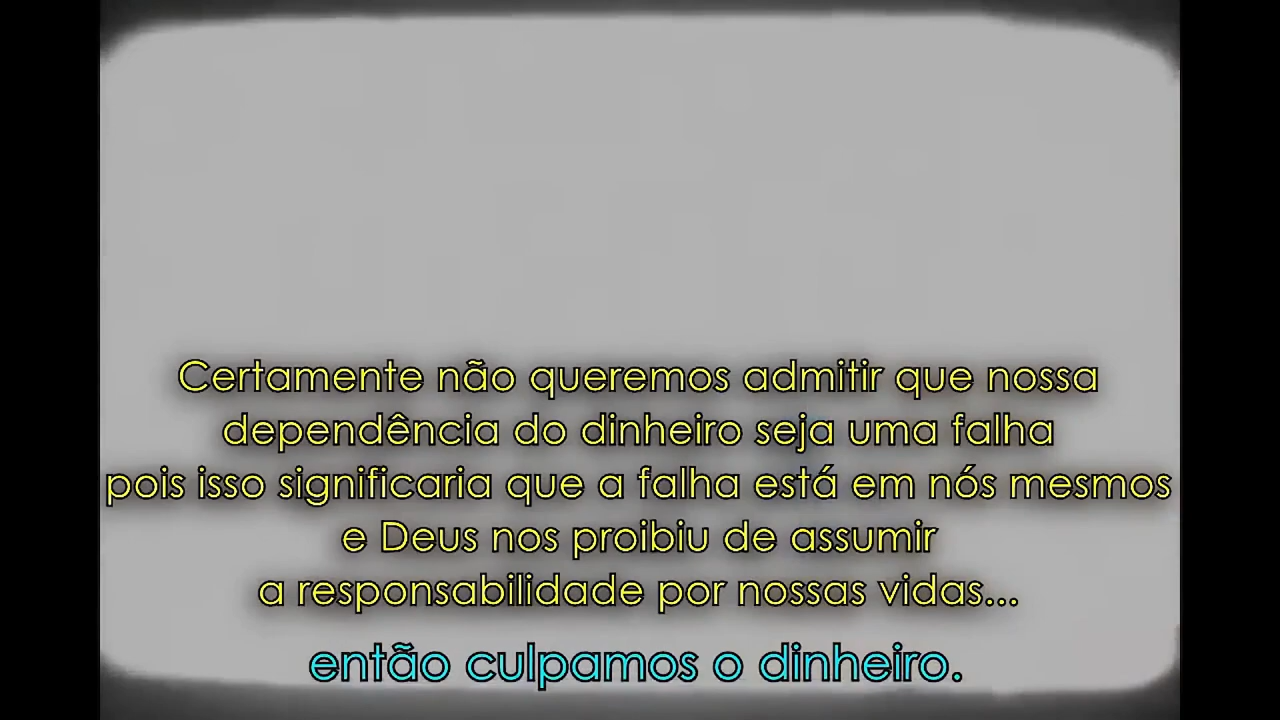 Certamente não queremos admitir que nossa
dependência do dinheiro seja uma falha
pois isso significaria que a falha está em nós mesmos
e Deus nos proibiu de assumir
a responsabilidade por nossas vidas...
então culpamos o dinheiro.